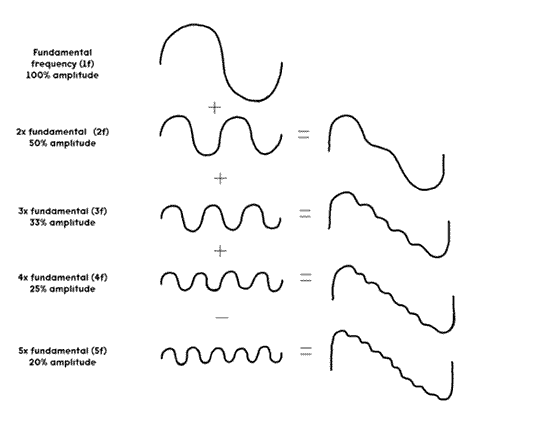 Fundamental
frequency (1f)
100% amplitude
+
2x fundamental (2f)
50% amplitude
=
+
3x fundamental (3f)
33% amplitude
=
+
4x fundamental (4f)
25% amplitude
=
−
5x fundamental (5f)
20% amplitude
=